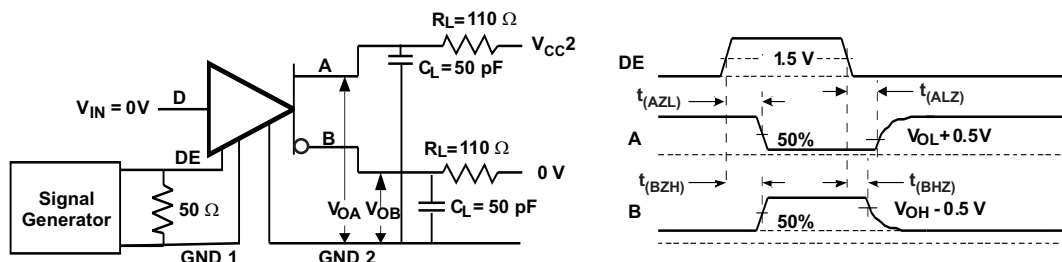 RL=110 Ω
VCC2
A
CL=50 pF
VIN = 0V
D
B
RL=110 Ω
0 V
DE
Signal
Generator
50 Ω
VOA
VOB
CL=50 pF
GND 1
GND 2
DE
1.5 V
t(AZL)
t(ALZ)
A
50%
VOL+ 0.5V
t(BZH)
t(BHZ)
B
50%
VOH - 0.5 V